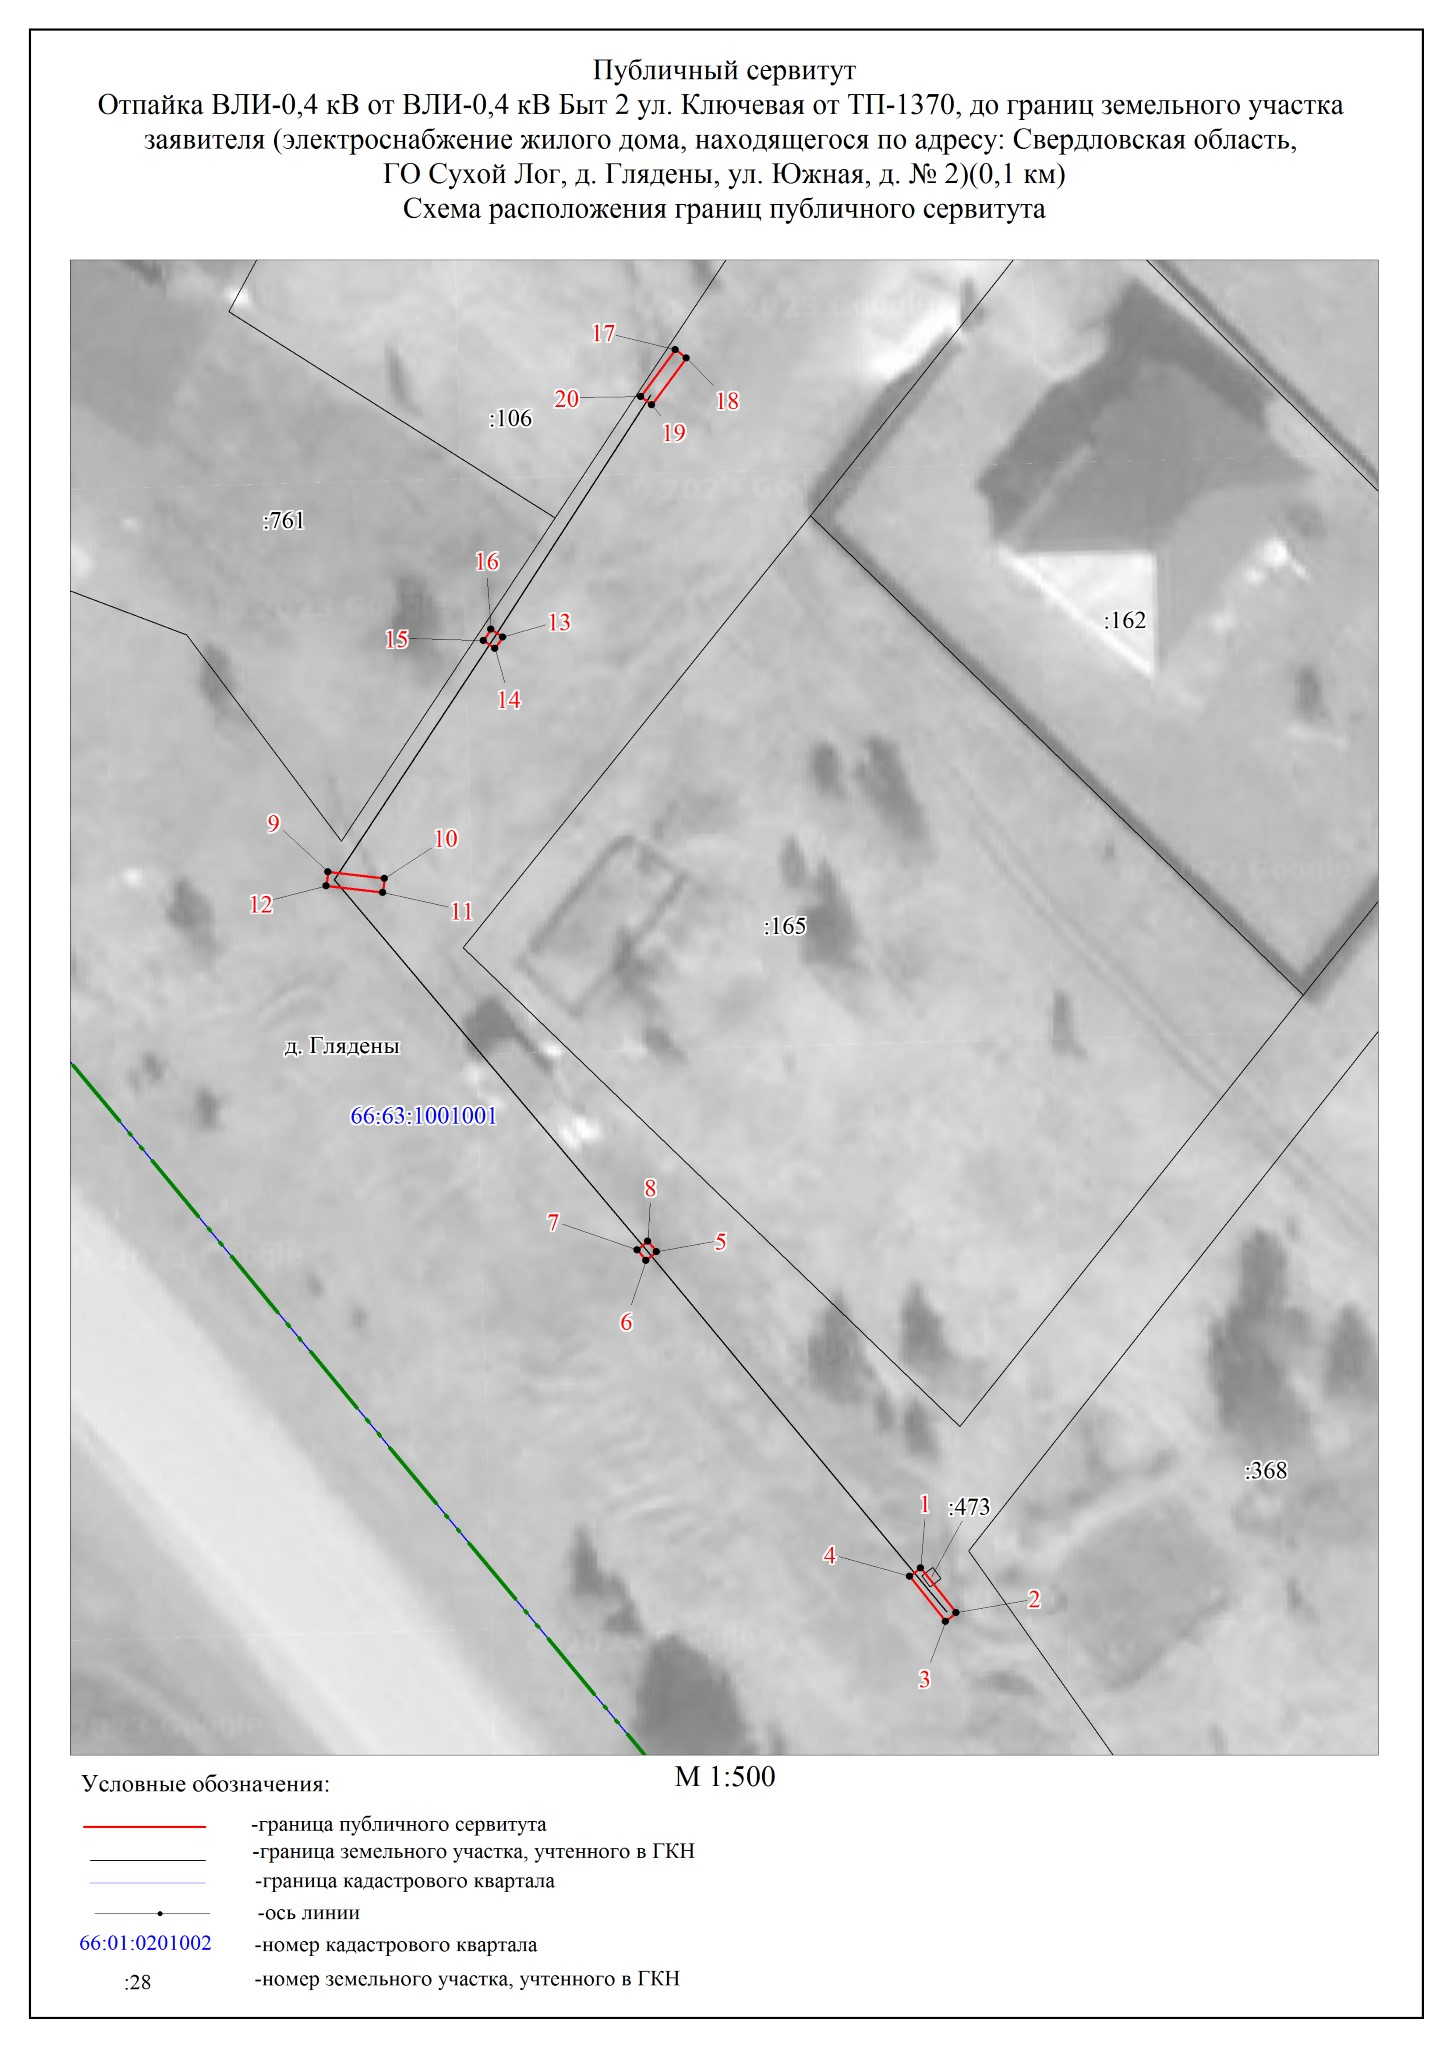 Публичный сервитут
Отпайка ВЛИ-0,4 кВ от ВЛИ-0,4 кВ Быт 2 ул. Ключевая от ТП-1370, до границ земельного участка
заявителя (электроснабжение жилого дома, находящегося по адресу: Свердловская область,
ГО Сухой Лог, д. Глядены, ул. Южная, д. № 2)(0,1 км)
Схема расположения границ публичного сервитута
17
20
18
:106
19
:761
16
13
:162
15
14
9
10
12
11
:165
д. Глядены
66:63:1001001
8
7
5
6
:368
1
:473
4
2
3
М 1:500
Условные обозначения:
-граница публичного сервитута
-граница земельного участка, учтенного в ГКН
-граница кадастрового квартала
-ось линии
66:01:0201002 -номер кадастрового квартала
:28 -номер земельного участка, учтенного в ГКН